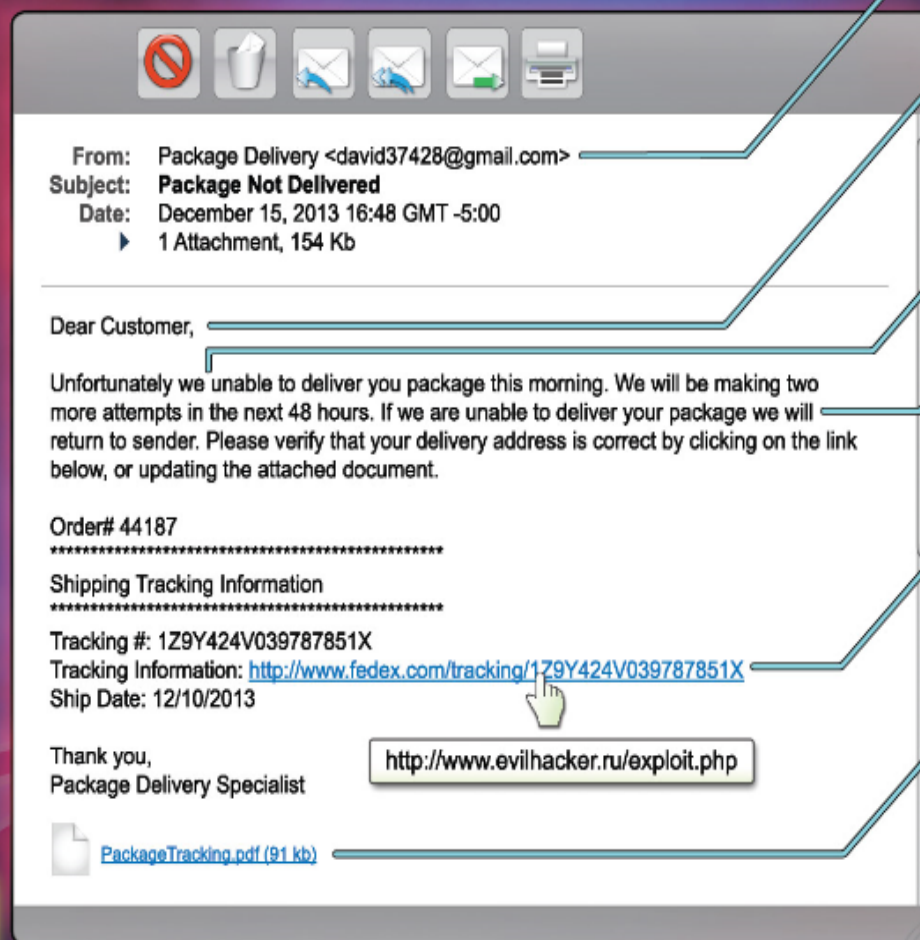 From: Package Delivery <david37428@gmail.com>
Subject: Package Not Delivered
Date: December 15, 2013 16:48 GMT -5:00
1 Attachment, 154 Kb
Dear Customer,
Unfortunately we unable to deliver you package this morning. We will be making two
more attempts in the next 48 hours. If we are unable to deliver your package we will
return to sender. Please verify that your delivery address is correct by clicking on the link
below, or updating the attached document.
Order# 44187
*************************************************
Shipping Tracking Information
*************************************************
Tracking #: 1Z9Y424V039787851X
Tracking Information: http://www.fedex.com/tracking/1Z9Y424V039787851X
Ship Date: 12/10/2013
http://www.evilhacker.ru/exploit.php
Thank you,
Package Delivery Specialist
PackageTracking.pdf (91 kb)